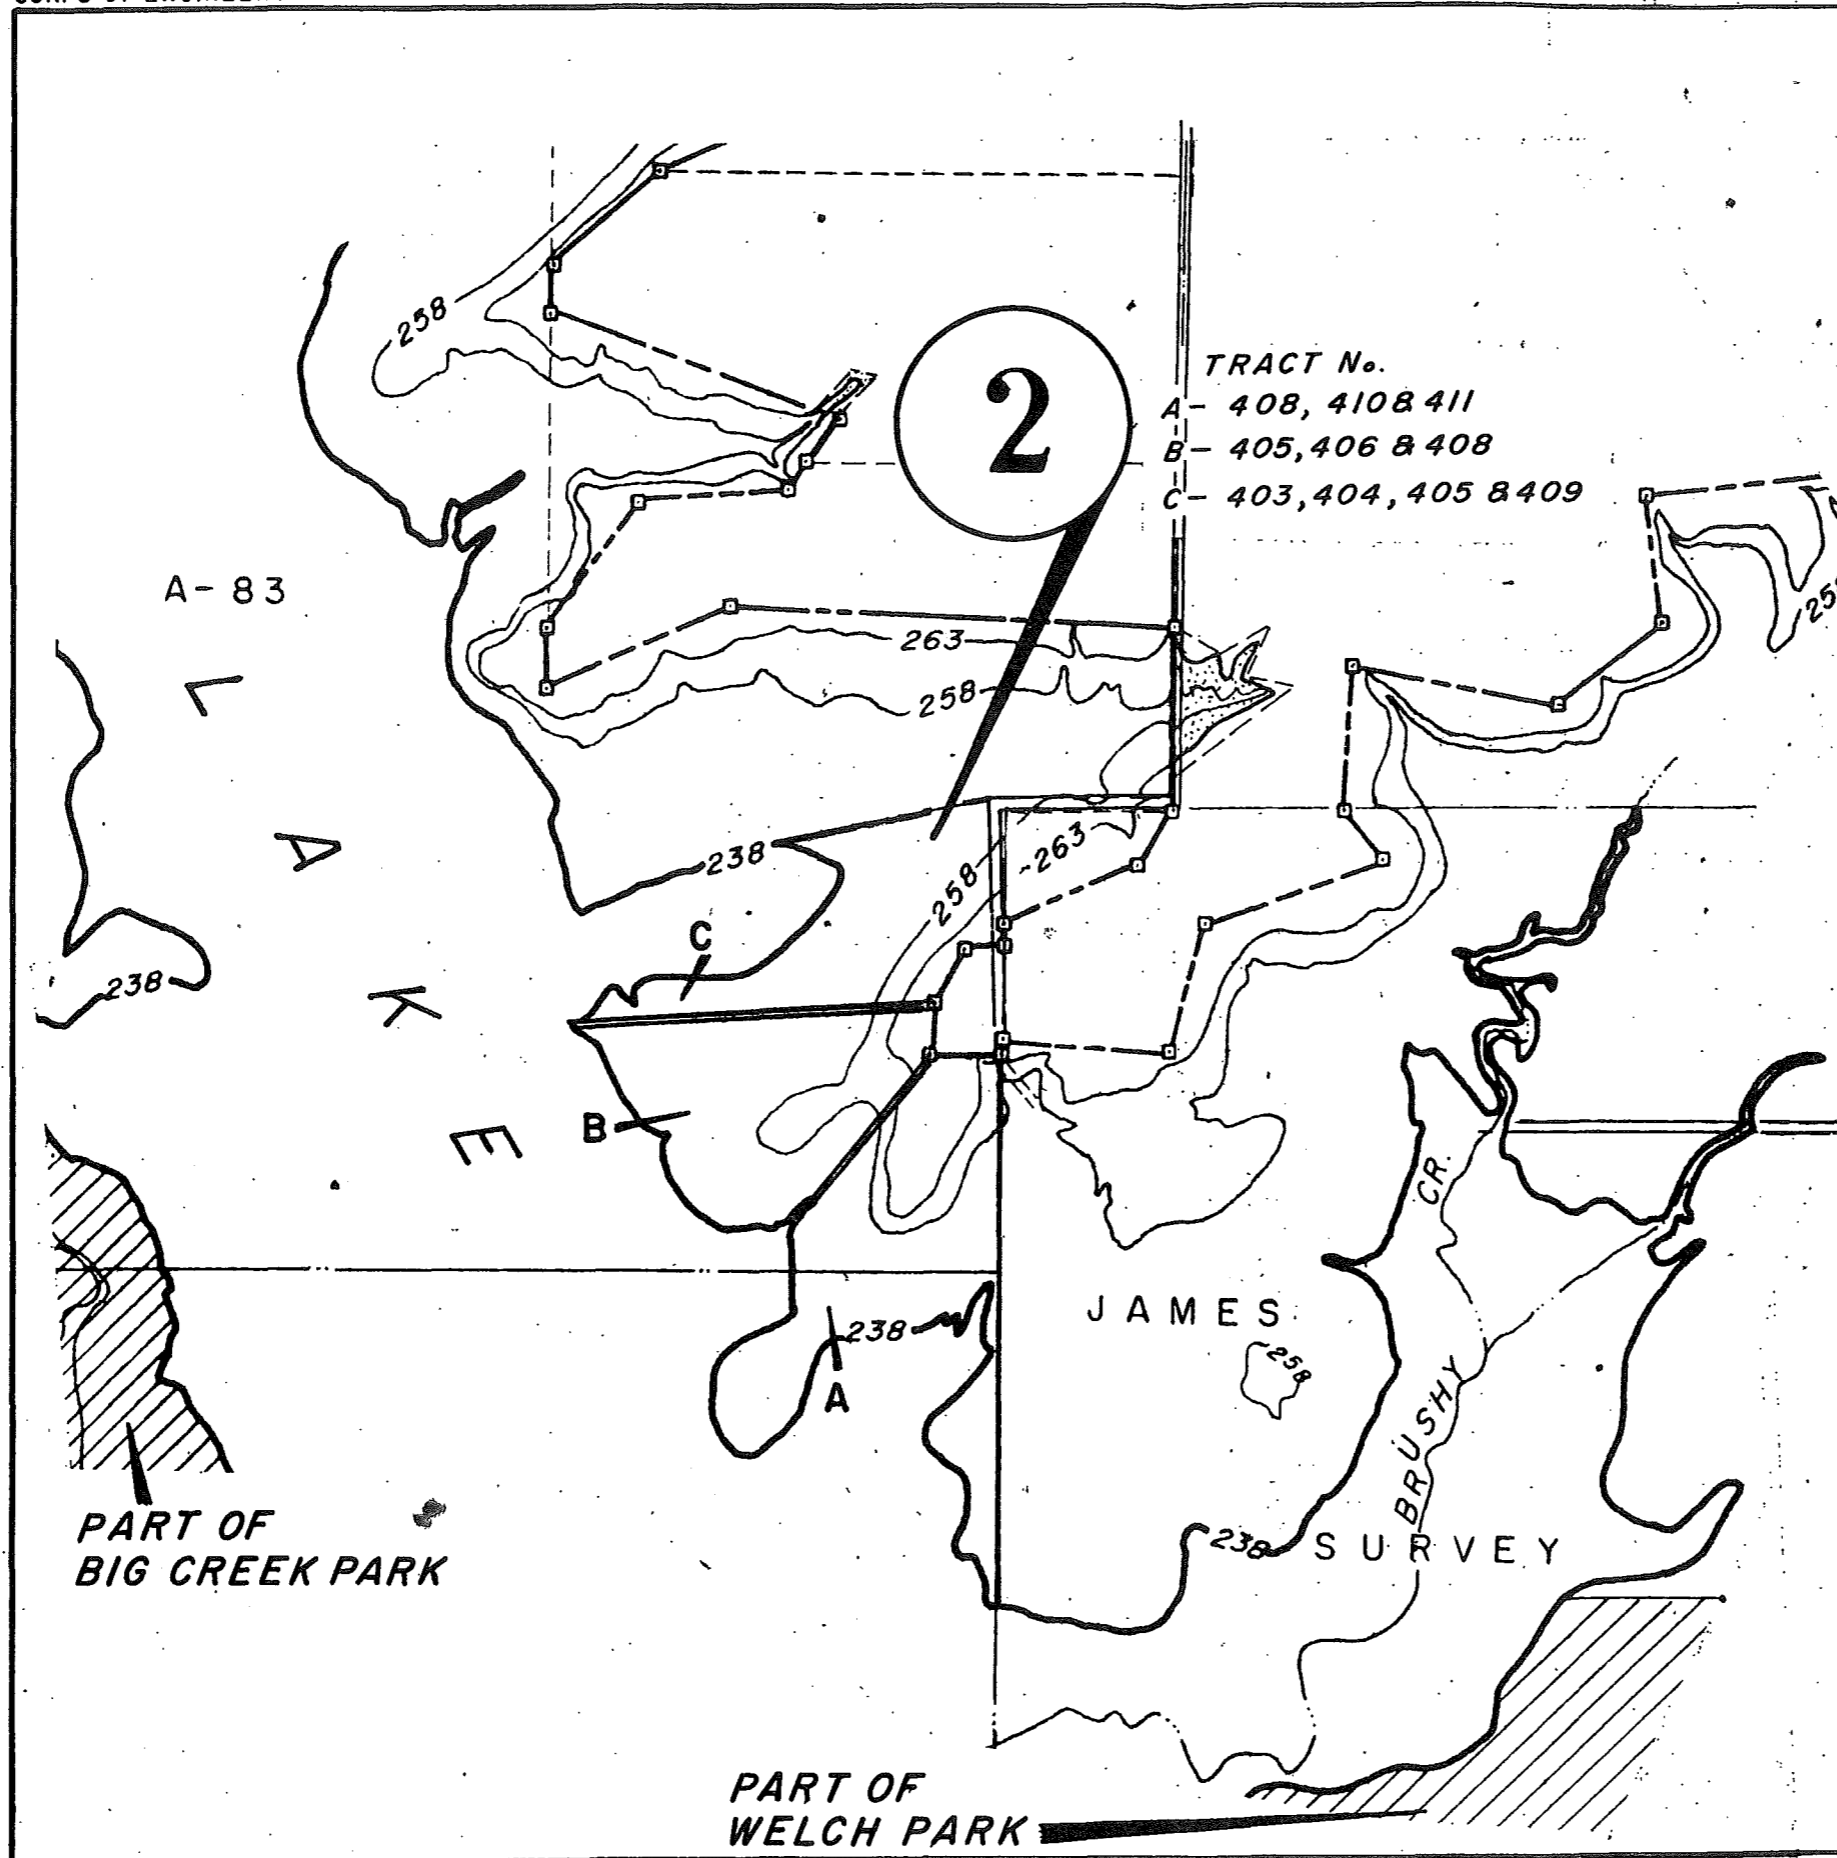 2
TRACT No.
A- 408, 410 & 411
B- 405, 406 & 408
C- 403, 404, 405 & 409
258
A-83
263
258
258
263
238
L
A
K
E
C
238
B
CR.
JAMES
238
258
A
BRUSHY
238
SURVEY
PART OF
BIG CREEK PARK
PART OF
WELCH PARK